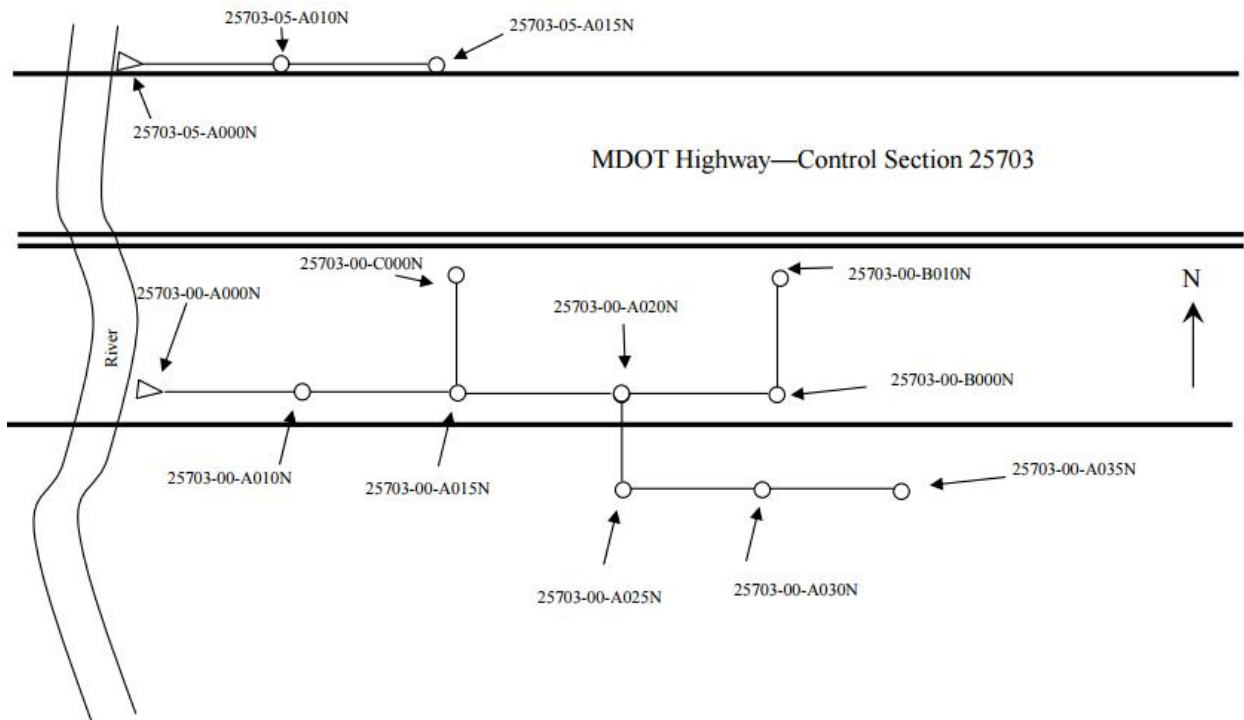 25703-05-A010N
25703-05-A015N
25703-05-A000N
MDOT Highway—Control Section 25703
25703-00-C000N
25703-00-B010N
25703-00-A000N
N
25703-00-A020N
River
25703-00-B000N
25703-00-A010N
25703-00-A015N
25703-00-A035N
25703-00-A025N
25703-00-A030N